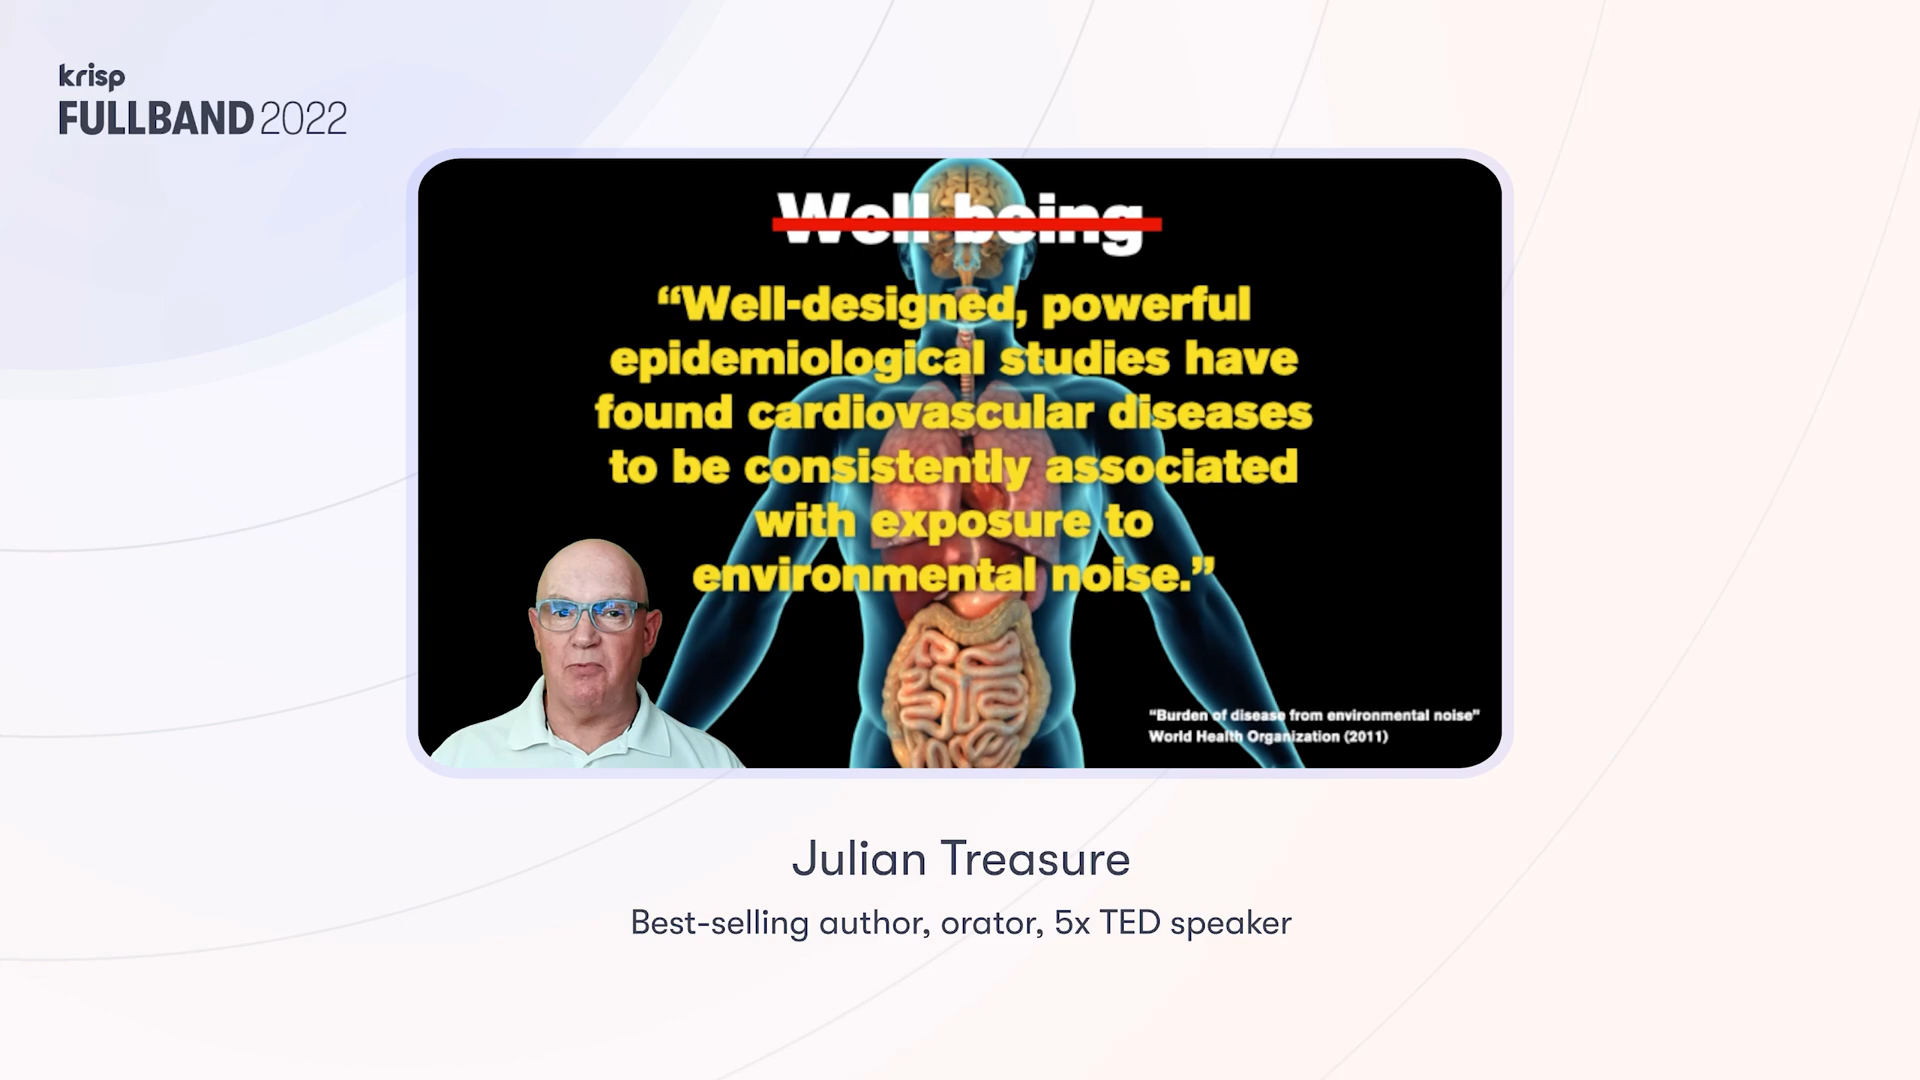 krisp
FULLBAND 2022
Well being
“Well-designed, powerful
epidemiological studies have
found cardiovascular diseases
to be consistently associated
with exposure to
environmental noise.”
“Burden of disease from environmental noise”
World Health Organization (2011)
Julian Treasure
Best-selling author, orator, 5x TED speaker